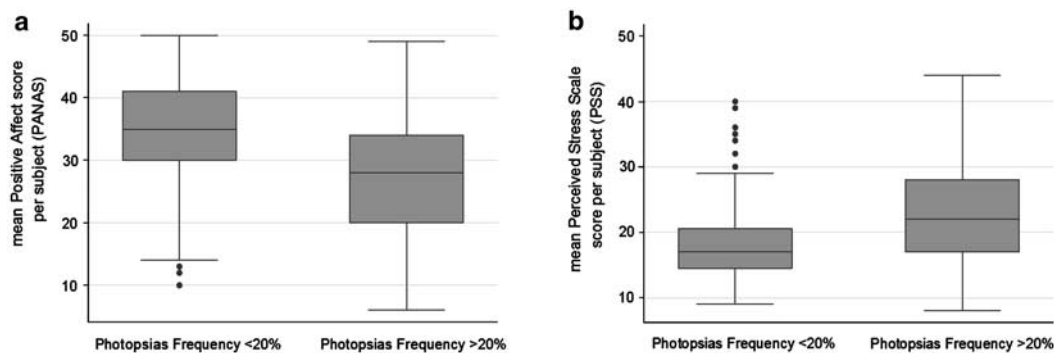 a
mean Positive Affect score
per subject (PANAS)
50
40
30
20
10
Photopsias Frequency <20%
Photopsias Frequency >20%
b
mean Perceived Stress Scale
score per subject (PSS)
50
40
30
20
10
Photopsias Frequency <20%
Photopsias Frequency >20%